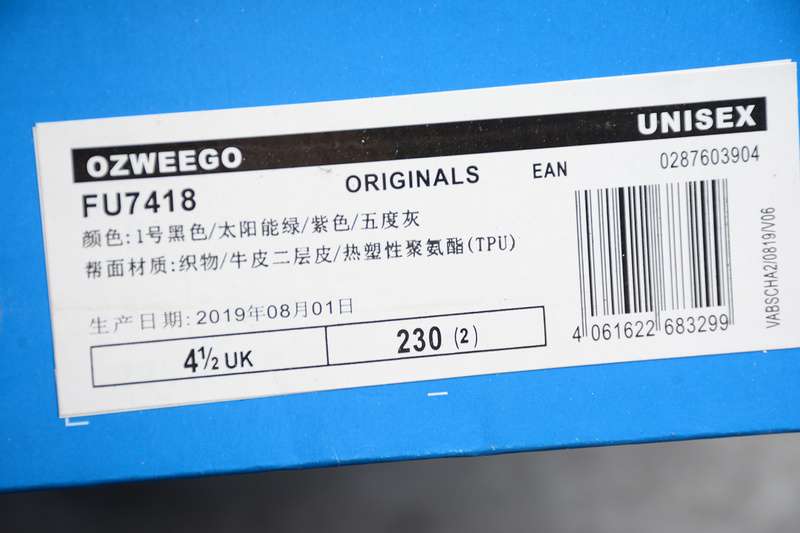 OZWEEGO UNISEX
FU7418 ORIGINALS EAN 0287603904
颜色:1号黑色/太阳能绿/紫色/五度灰
帮面材质:织物/牛皮二层皮/热塑性聚氨酯(TPU)
生产日期:2019年08月01日
4½ UK 230 (2)
4 061622 683299
VABSCHA2/0819/V06